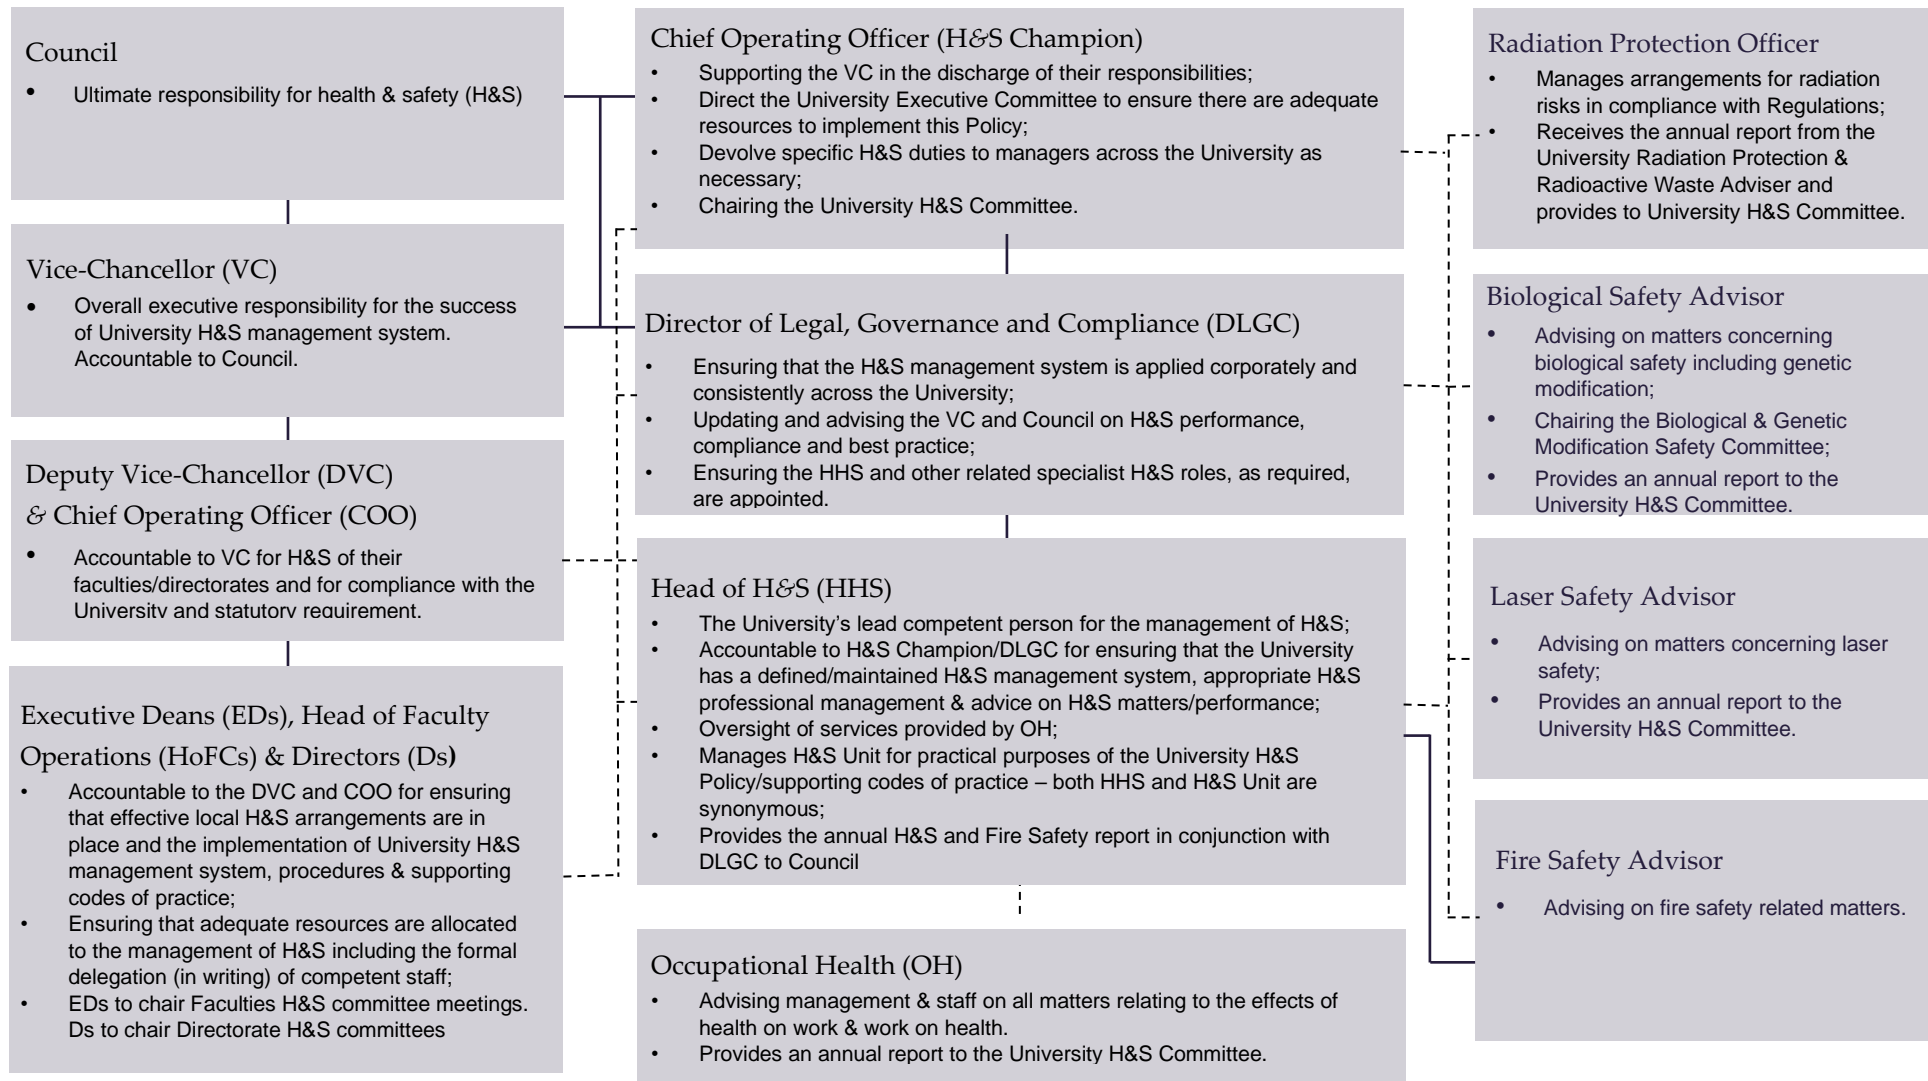 Council
• Ultimate responsibility for health & safety (H&S)
Vice-Chancellor (VC)
• Overall executive responsibility for the success
of University H&S management system.
Accountable to Council.
Deputy Vice-Chancellor (DVC)
& Chief Operating Officer (COO)
• Accountable to VC for H&S of their
faculties/directorates and for compliance with the
University and statutory requirement.
Executive Deans (EDs), Head of Faculty
Operations (HoFCs) & Directors (Ds)
• Accountable to the DVC and COO for ensuring
that effective local H&S arrangements are in
place and the implementation of University H&S
management system, procedures & supporting
codes of practice;
• Ensuring that adequate resources are allocated
to the management of H&S including the formal
delegation (in writing) of competent staff;
• EDs to chair Faculties H&S committee meetings.
Ds to chair Directorate H&S committees
Chief Operating Officer (H&S Champion)
• Supporting the VC in the discharge of their responsibilities;
• Direct the University Executive Committee to ensure there are adequate
resources to implement this Policy;
• Devolve specific H&S duties to managers across the University as
necessary;
• Chairing the University H&S Committee.
Director of Legal, Governance and Compliance (DLGC)
• Ensuring that the H&S management system is applied corporately and
consistently across the University;
• Updating and advising the VC and Council on H&S performance,
compliance and best practice;
• Ensuring the HHS and other related specialist H&S roles, as required,
are appointed.
Head of H&S (HHS)
• The University’s lead competent person for the management of H&S;
• Accountable to H&S Champion/DLGC for ensuring that the University
has a defined/maintained H&S management system, appropriate H&S
professional management & advice on H&S matters/performance;
• Oversight of services provided by OH;
• Manages H&S Unit for practical purposes of the University H&S
Policy/supporting codes of practice – both HHS and H&S Unit are
synonymous;
• Provides the annual H&S and Fire Safety report in conjunction with
DLGC to Council
Occupational Health (OH)
• Advising management & staff on all matters relating to the effects of
health on work & work on health.
• Provides an annual report to the University H&S Committee.
Radiation Protection Officer
• Manages arrangements for radiation
risks in compliance with Regulations;
• Receives the annual report from the
University Radiation Protection &
Radioactive Waste Adviser and
provides to University H&S Committee.
Biological Safety Advisor
• Advising on matters concerning
biological safety including genetic
modification;
• Chairing the Biological & Genetic
Modification Safety Committee;
• Provides an annual report to the
University H&S Committee.
Laser Safety Advisor
• Advising on matters concerning laser
safety;
• Provides an annual report to the
University H&S Committee.
Fire Safety Advisor
• Advising on fire safety related matters.